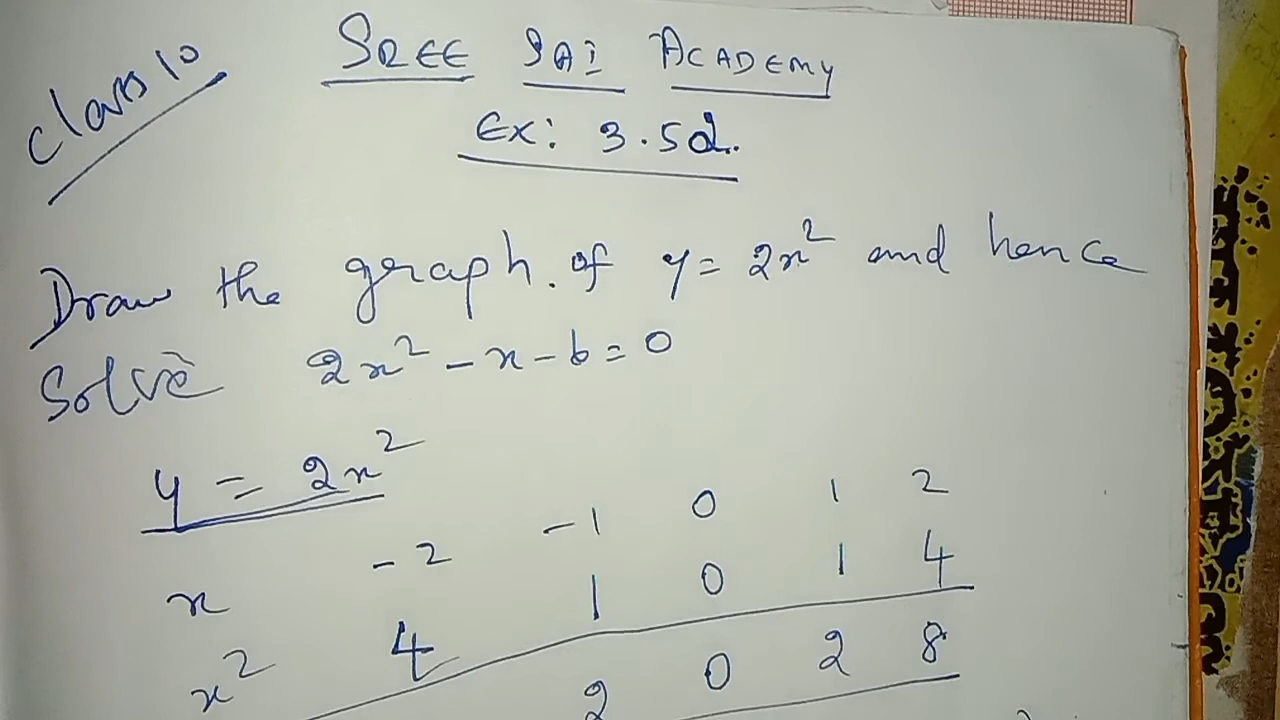 Class 10
SREE SAI ACADEMY
Ex: 3.52.
Draw the graph. of y = 2x² and hence
Solve 2x² - x - 6 = 0
y = 2x²
x -2 -1 0 1 2
x² 4 1 0 1 4
2 0 2 8